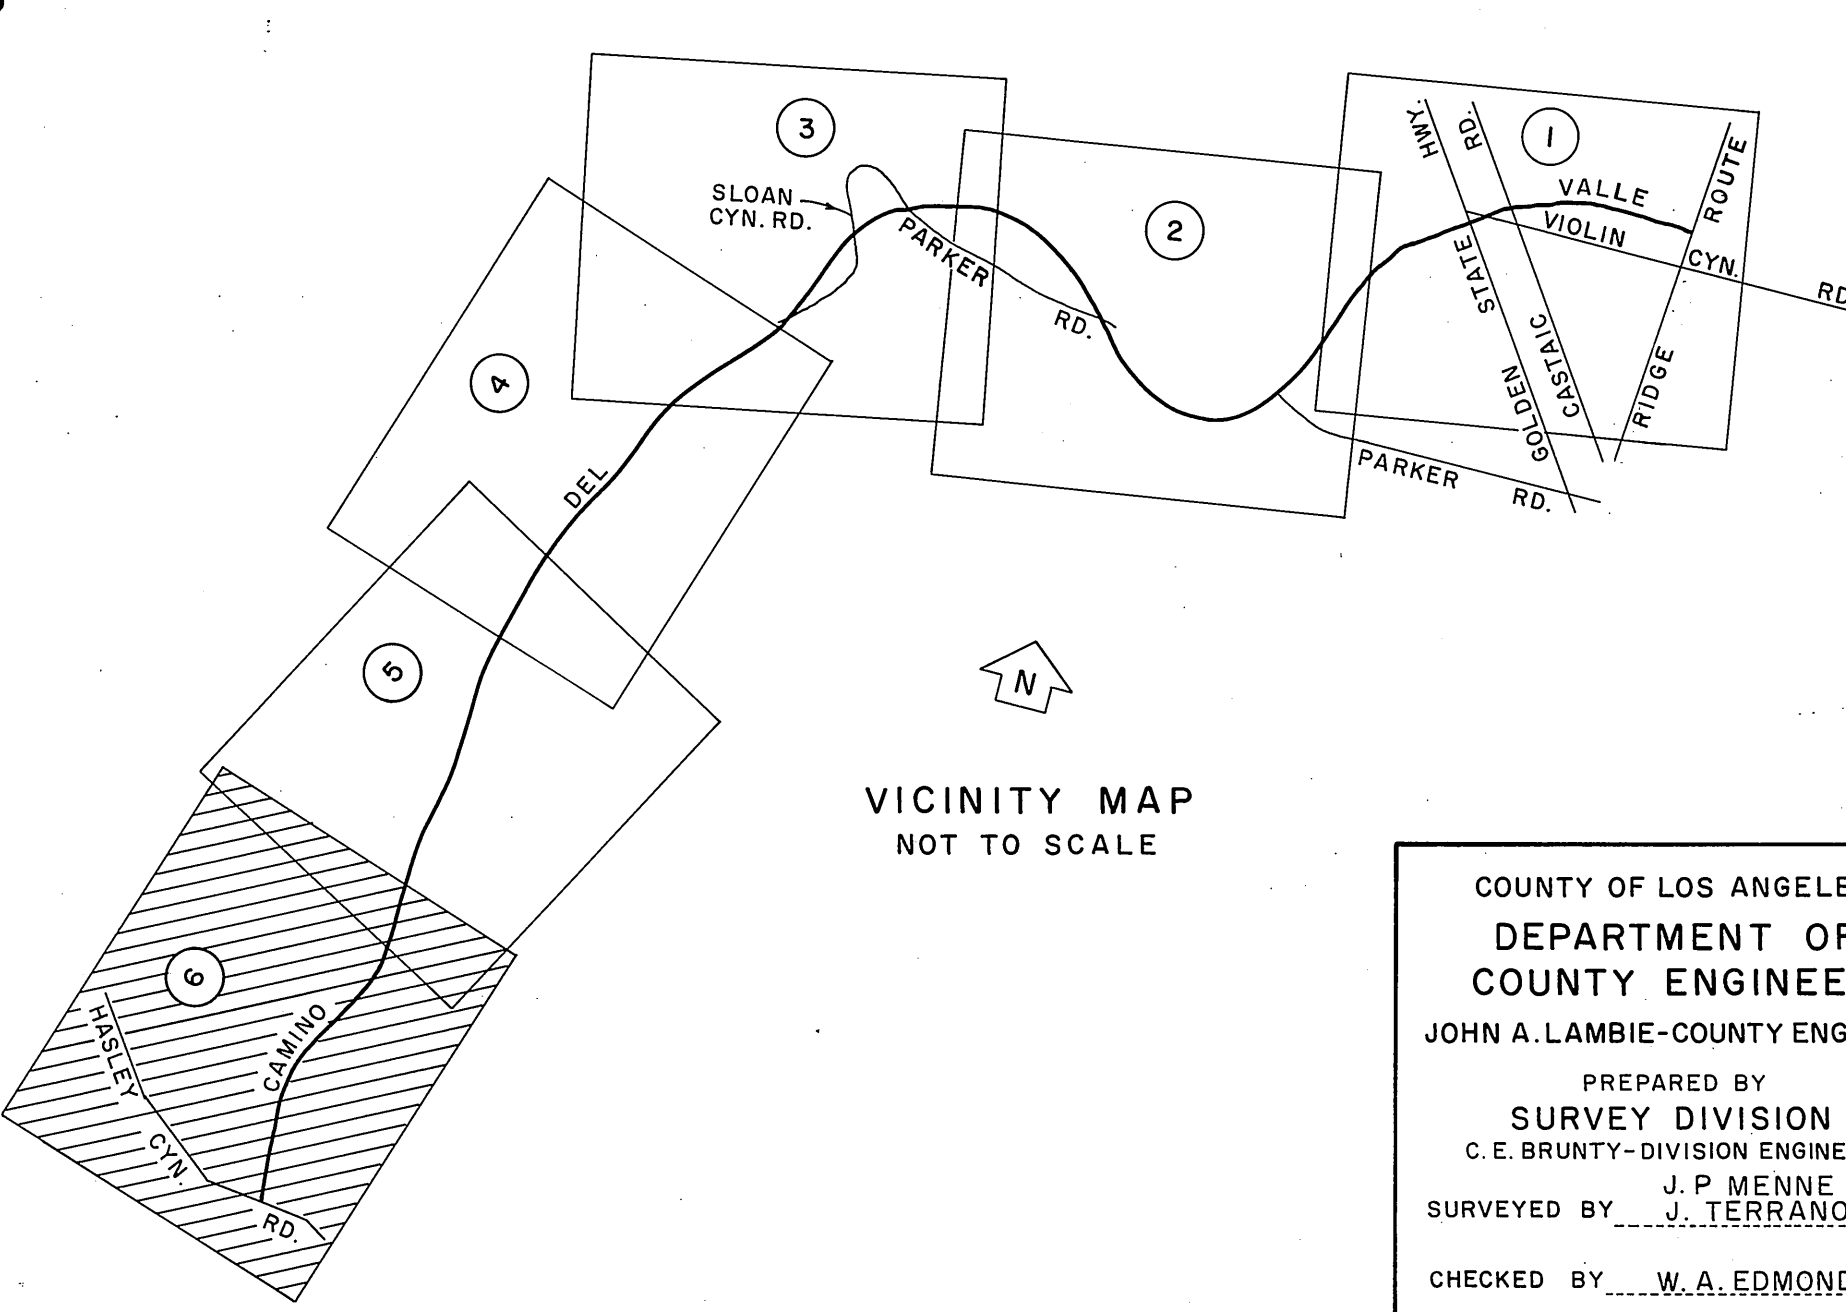 3
1
2
4
5
6
SLOAN
CYN. RD.
PARKER
RD.
HWY.
RD.
VALLE
VIOLIN
CYN.
RD
ROUTE
STATE
CASTAIC
GOLDEN
RIDGE
PARKER RD.
DEL
N
VICINITY MAP
NOT TO SCALE
CAMINO
HASLEY
CYN.
RD.
COUNTY OF LOS ANGELE
DEPARTMENT OF
COUNTY ENGINEE
JOHN A. LAMBIE-COUNTY ENG
PREPARED BY
SURVEY DIVISION
C. E. BRUNTY-DIVISION ENGINE
J. P MENNE
SURVEYED BY J. TERRANO
CHECKED BY W. A. EDMOND